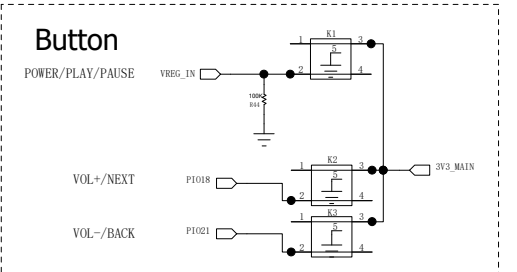 Button
K1
1 3
5
POWER/PLAY/PAUSE VREG_IN 2 4
100K
R44
K2
1 3 3V3_MAIN
VOL+/NEXT PIO18 5
2 4
K3
1 3
VOL-/BACK PIO21 5
2 4